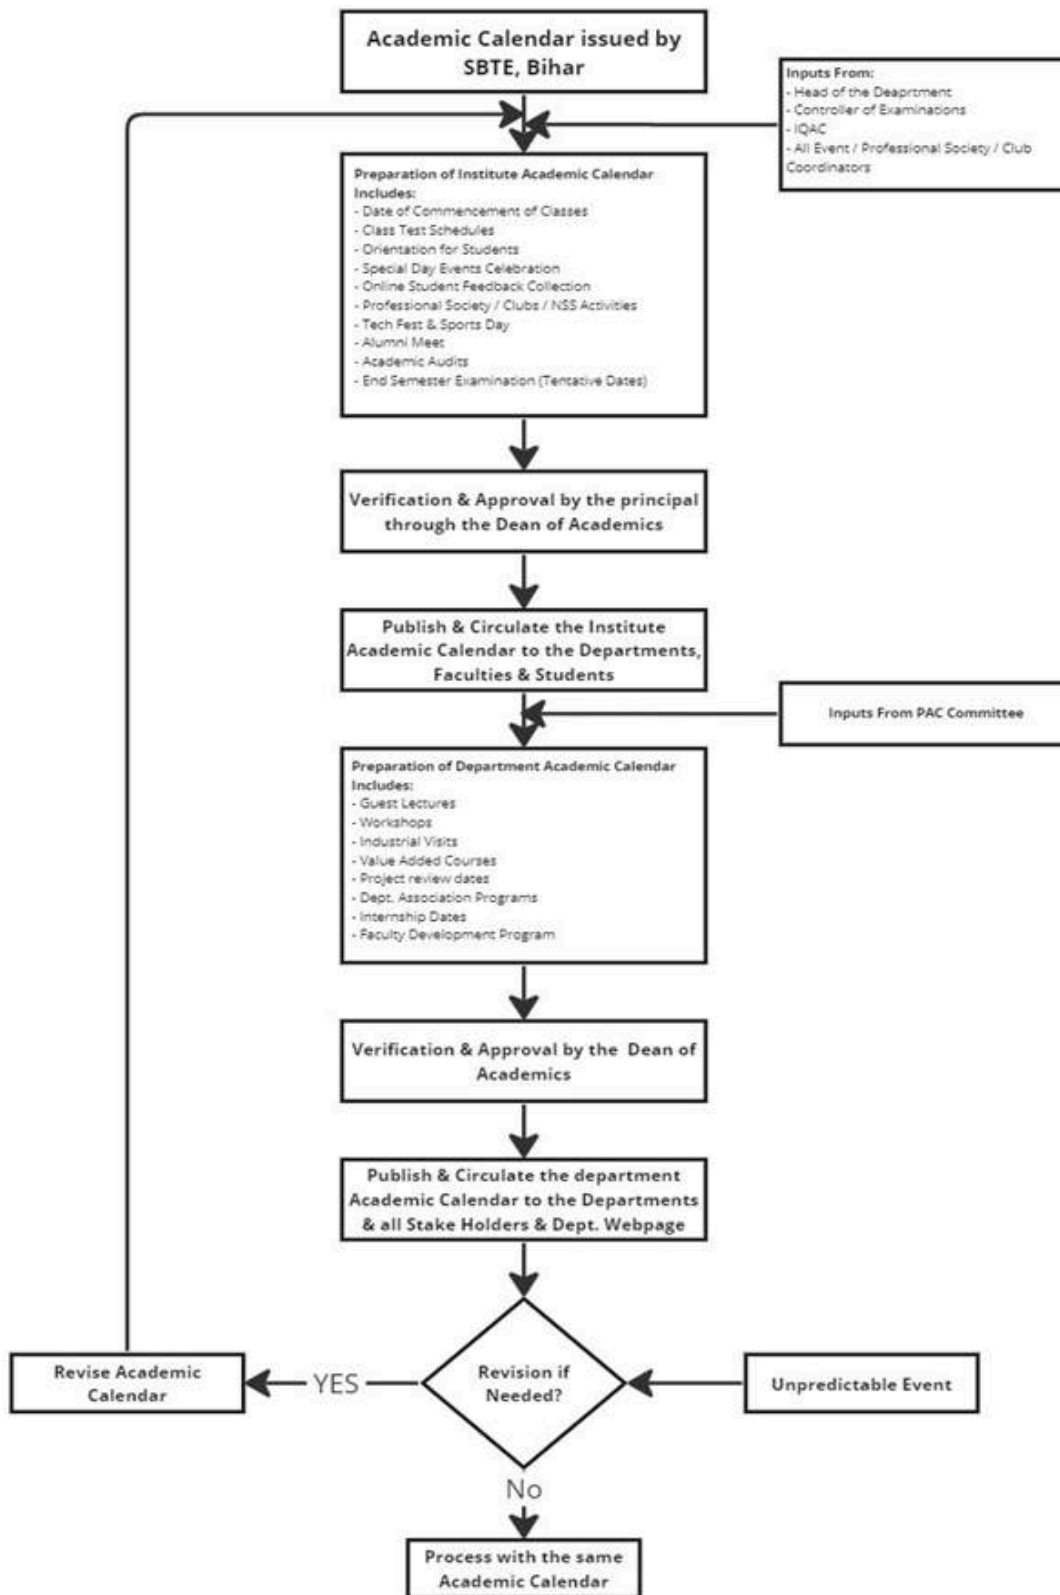 Academic Calendar issued by
SBTE, Bihar
Inputs From:
- Head of the Deaprtment
- Controller of Examinations
- IQAC
- All Event / Professional Society / Club
Coordinators
Preparation of Institute Academic Calendar
Includes:
- Date of Commencement of Classes
- Class Test Schedules
- Orientation for Students
- Special Day Events Celebration
- Online Student Feedback Collection
- Professional Society / Clubs / NSS Activities
- Tech Fest & Sports Day
- Alumni Meet
- Academic Audits
- End Semester Examination (Tentative Dates)
Verification & Approval by the principal
through the Dean of Academics
Publish & Circulate the Institute
Academic Calendar to the Departments,
Faculties & Students
Inputs From PAC Committee
Preparation of Department Academic Calendar
Includes:
- Guest Lectures
- Workshops
- Industrial Visits
- Value Added Courses
- Project review dates
- Dept. Association Programs
- Internship Dates
- Faculty Development Program
Verification & Approval by the Dean of
Academics
Publish & Circulate the department
Academic Calendar to the Departments
& all Stake Holders & Dept. Webpage
Revise Academic
Calendar
YES
Revision if
Needed?
Unpredictable Event
No
Process with the same
Academic Calendar